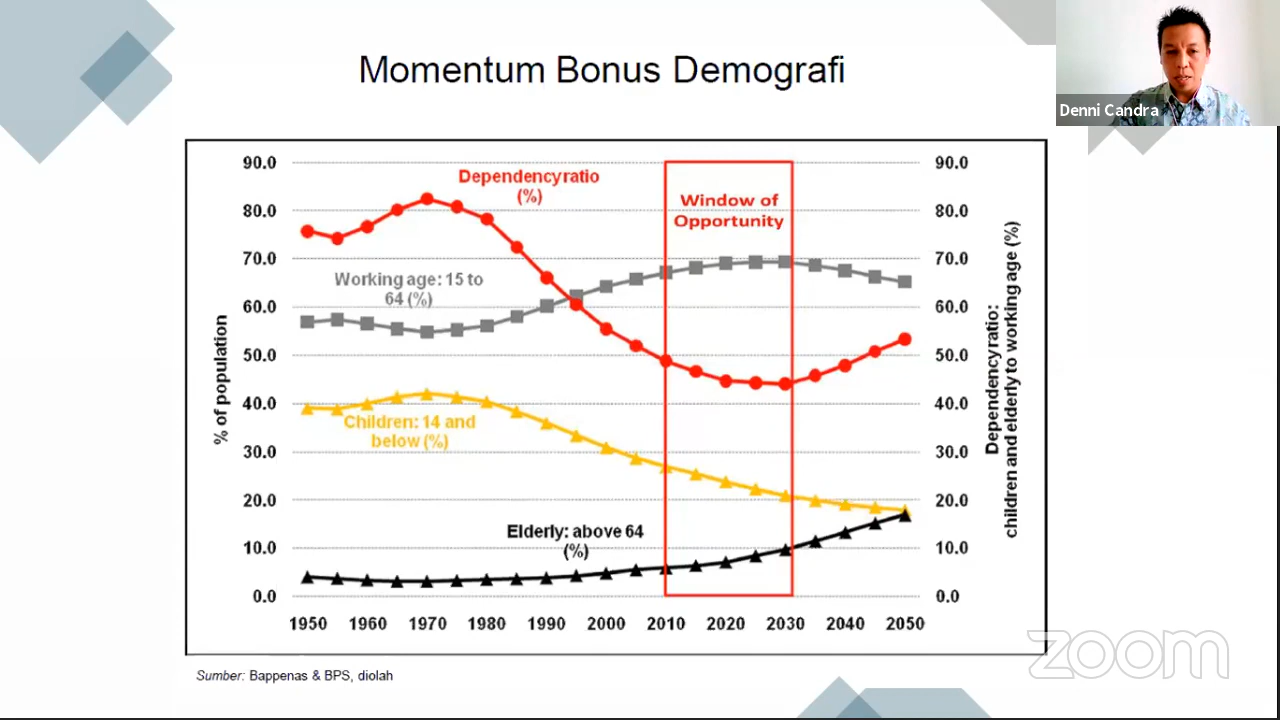 Momentum Bonus Demografi
Denni Candra
90.0
80.0
70.0
60.0
50.0
40.0
30.0
20.0
10.0
0.0
% of population
Dependency ratio
(%)
Working age: 15 to
64 (%)
Children: 14 and
below (%)
Elderly: above 64
(%)
Window of
Opportunity
90.0
80.0
70.0
60.0
50.0
40.0
30.0
20.0
10.0
0.0
Dependency ratio:
children and elderly to working age (%)
1950 1960 1970 1980 1990 2000 2010 2020 2030 2040 2050
Sumber: Bappenas & BPS, diolah
zoom